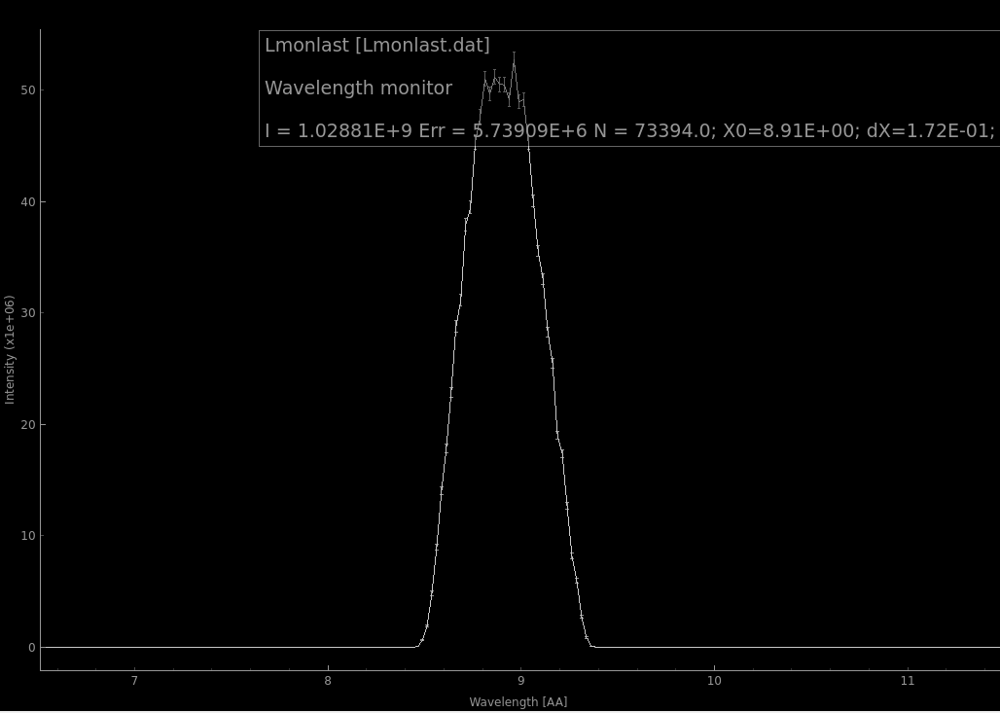 Lmonlast [Lmonlast.dat]
Wavelength monitor
I = 1.02881E+9 Err = 5.73909E+6 N = 73394.0; X0=8.91E+00; dX=1.72E-01;
50
40
30
20
10
0
Intensity (x1e+06)
7 8 9 10 11
Wavelength [AA]